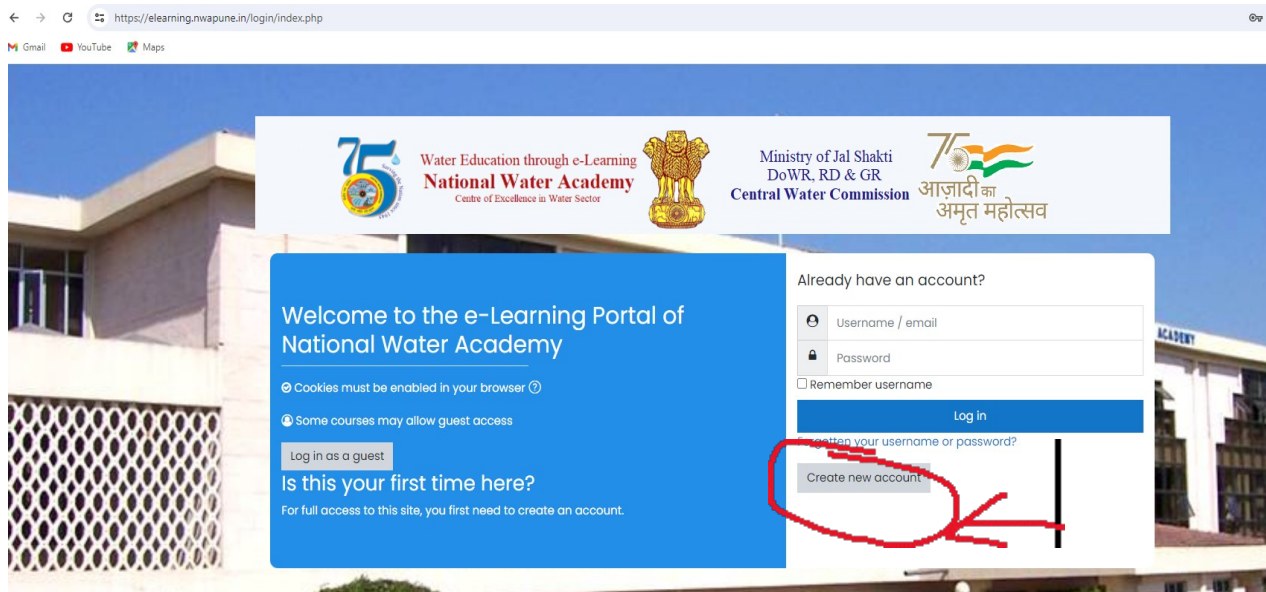 https://elearning.nwapune.in/login/index.php
Gmail YouTube Maps
75
Water Education through e-Learning
National Water Academy
Centre of Excellence in Water Sector
Ministry of Jal Shakti
DoWR, RD & GR
Central Water Commission
75
आज़ादी का
अमृत महोत्सव
Welcome to the e-Learning Portal of
National Water Academy
Cookies must be enabled in your browser
Some courses may allow guest access
Log in as a guest
Is this your first time here?
For full access to this site, you first need to create an account.
Already have an account?
Username / email
Password
Remember username
Log in
Forgotten your username or password?
Create new account
ACADEMY